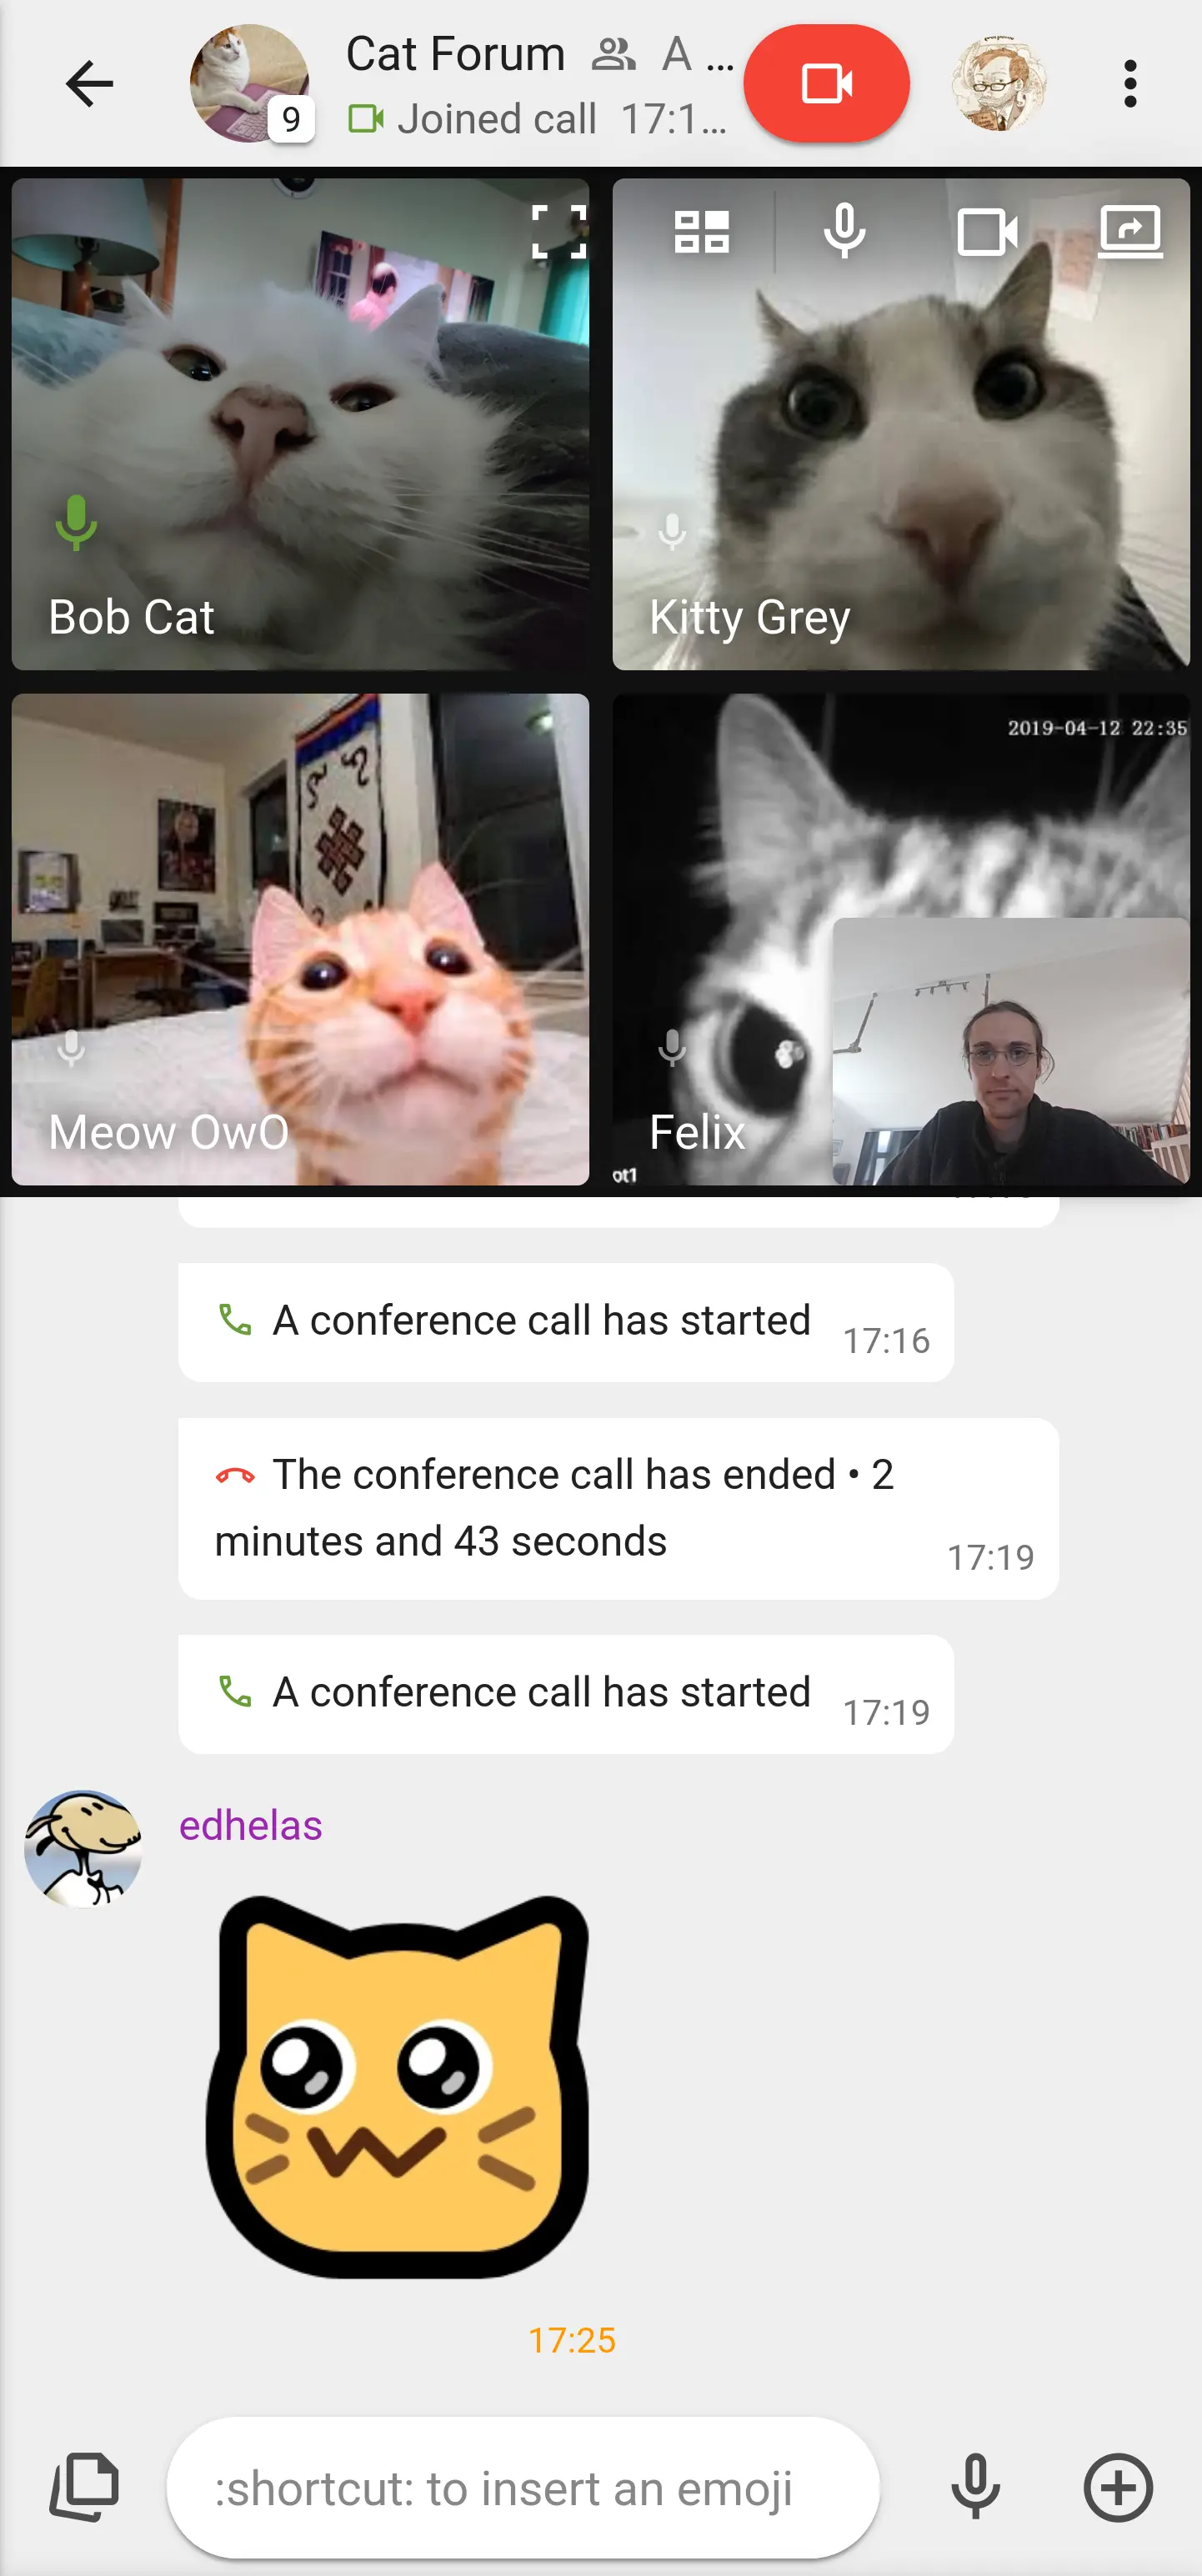 Cat Forum A ...
9
Joined call 17:1...
Bob Cat
Kitty Grey
2019-04-12 22:35
Meow OwO
Felix
ot1
A conference call has started
17:16
The conference call has ended • 2
minutes and 43 seconds
17:19
A conference call has started
17:19
edhelas
17:25
:shortcut: to insert an emoji